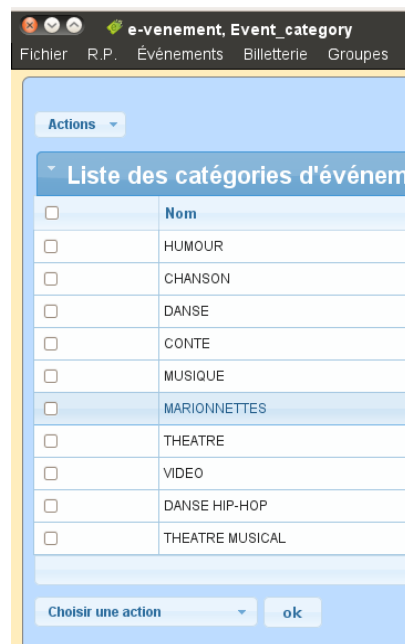 e-venement, Event_category
Fichier R.P. Événements Billetterie Groupes
Actions
Liste des catégories d'événem
Nom
HUMOUR
CHANSON
DANSE
CONTE
MUSIQUE
MARIONNETTES
THEATRE
VIDEO
DANSE HIP-HOP
THEATRE MUSICAL
Choisir une action ok